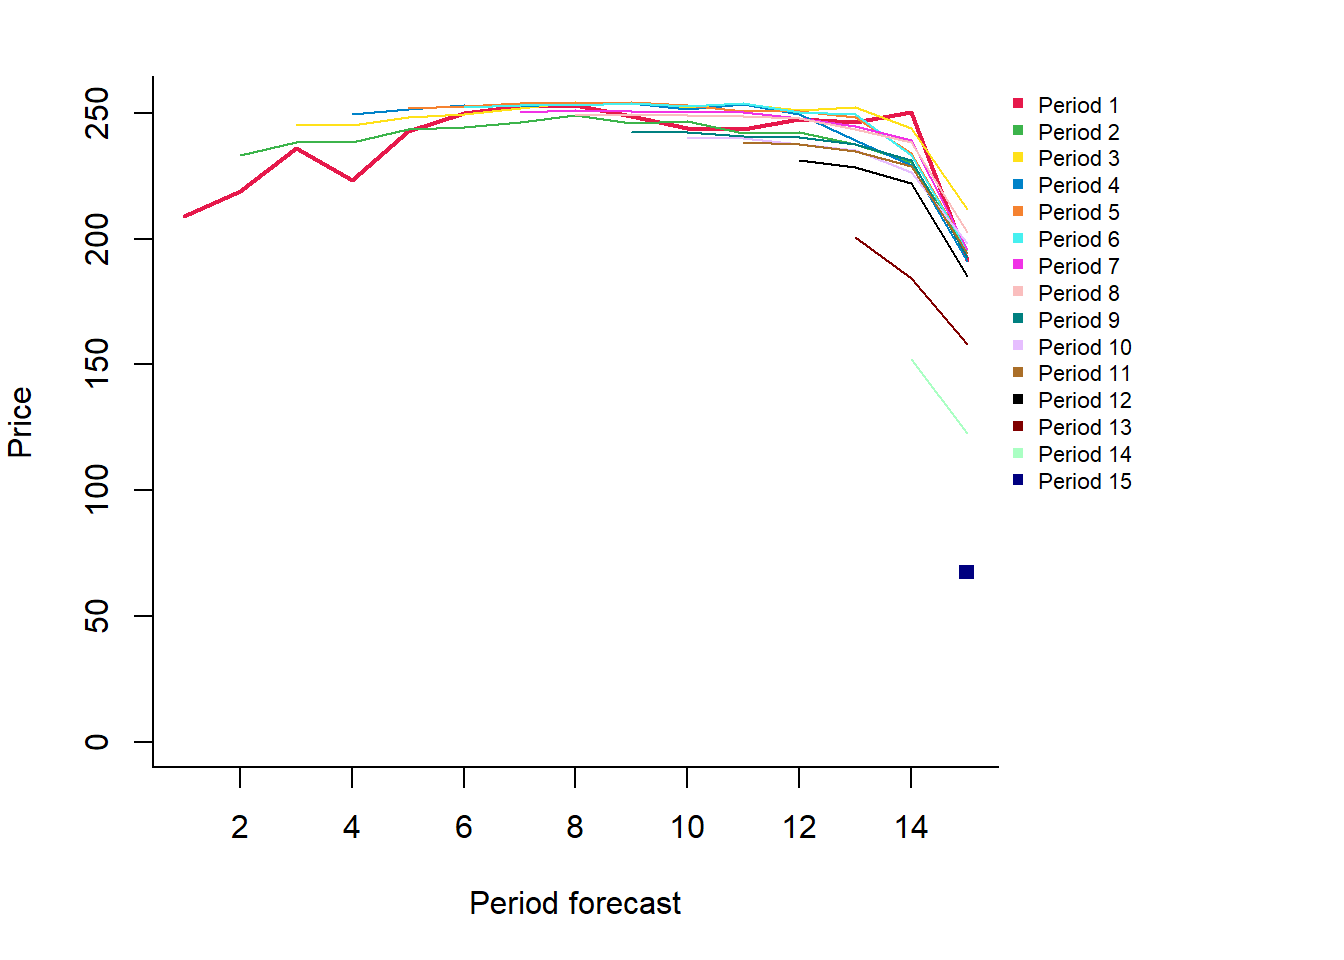 250
200
150
100
50
0
Price
2 4 6 8 10 12 14
Period forecast
Period 1
Period 2
Period 3
Period 4
Period 5
Period 6
Period 7
Period 8
Period 9
Period 10
Period 11
Period 12
Period 13
Period 14
Period 15